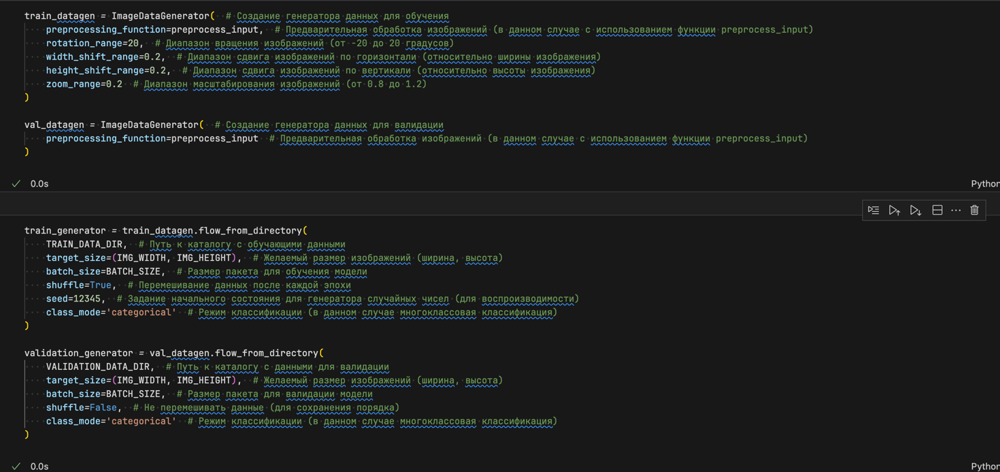 train_datagen = ImageDataGenerator(  # Создание генератора данных для обучения
    preprocessing_function=preprocess_input,  # Предварительная обработка изображений (в данном случае с использованием функции preprocess_input)
    rotation_range=20,  # Диапазон вращения изображений (от -20 до 20 градусов)
    width_shift_range=0.2,  # Диапазон сдвига изображений по горизонтали (относительно ширины изображения)
    height_shift_range=0.2,  # Диапазон сдвига изображений по вертикали (относительно высоты изображения)
    zoom_range=0.2  # Диапазон масштабирования изображений (от 0.8 до 1.2)
)
val_datagen = ImageDataGenerator(  # Создание генератора данных для валидации
    preprocessing_function=preprocess_input  # Предварительная обработка изображений (в данном случае с использованием функции preprocess_input)
)
0.0s Python
train_generator = train_datagen.flow_from_directory(
    TRAIN_DATA_DIR,  # Путь к каталогу с обучающими данными
    target_size=(IMG_WIDTH, IMG_HEIGHT),  # Желаемый размер изображений (ширина, высота)
    batch_size=BATCH_SIZE,  # Размер пакета для обучения модели
    shuffle=True,  # Перемешивание данных после каждой эпохи
    seed=12345,  # Задание начального состояния для генератора случайных чисел (для воспроизводимости)
    class_mode='categorical'  # Режим классификации (в данном случае многоклассовая классификация)
)
validation_generator = val_datagen.flow_from_directory(
    VALIDATION_DATA_DIR,  # Путь к каталогу с данными для валидации
    target_size=(IMG_WIDTH, IMG_HEIGHT),  # Желаемый размер изображений (ширина, высота)
    batch_size=BATCH_SIZE,  # Размер пакета для валидации модели
    shuffle=False,  # Не перемешивать данные (для сохранения порядка)
    class_mode='categorical'  # Режим классификации (в данном случае многоклассовая классификация)
)
0.0s Python